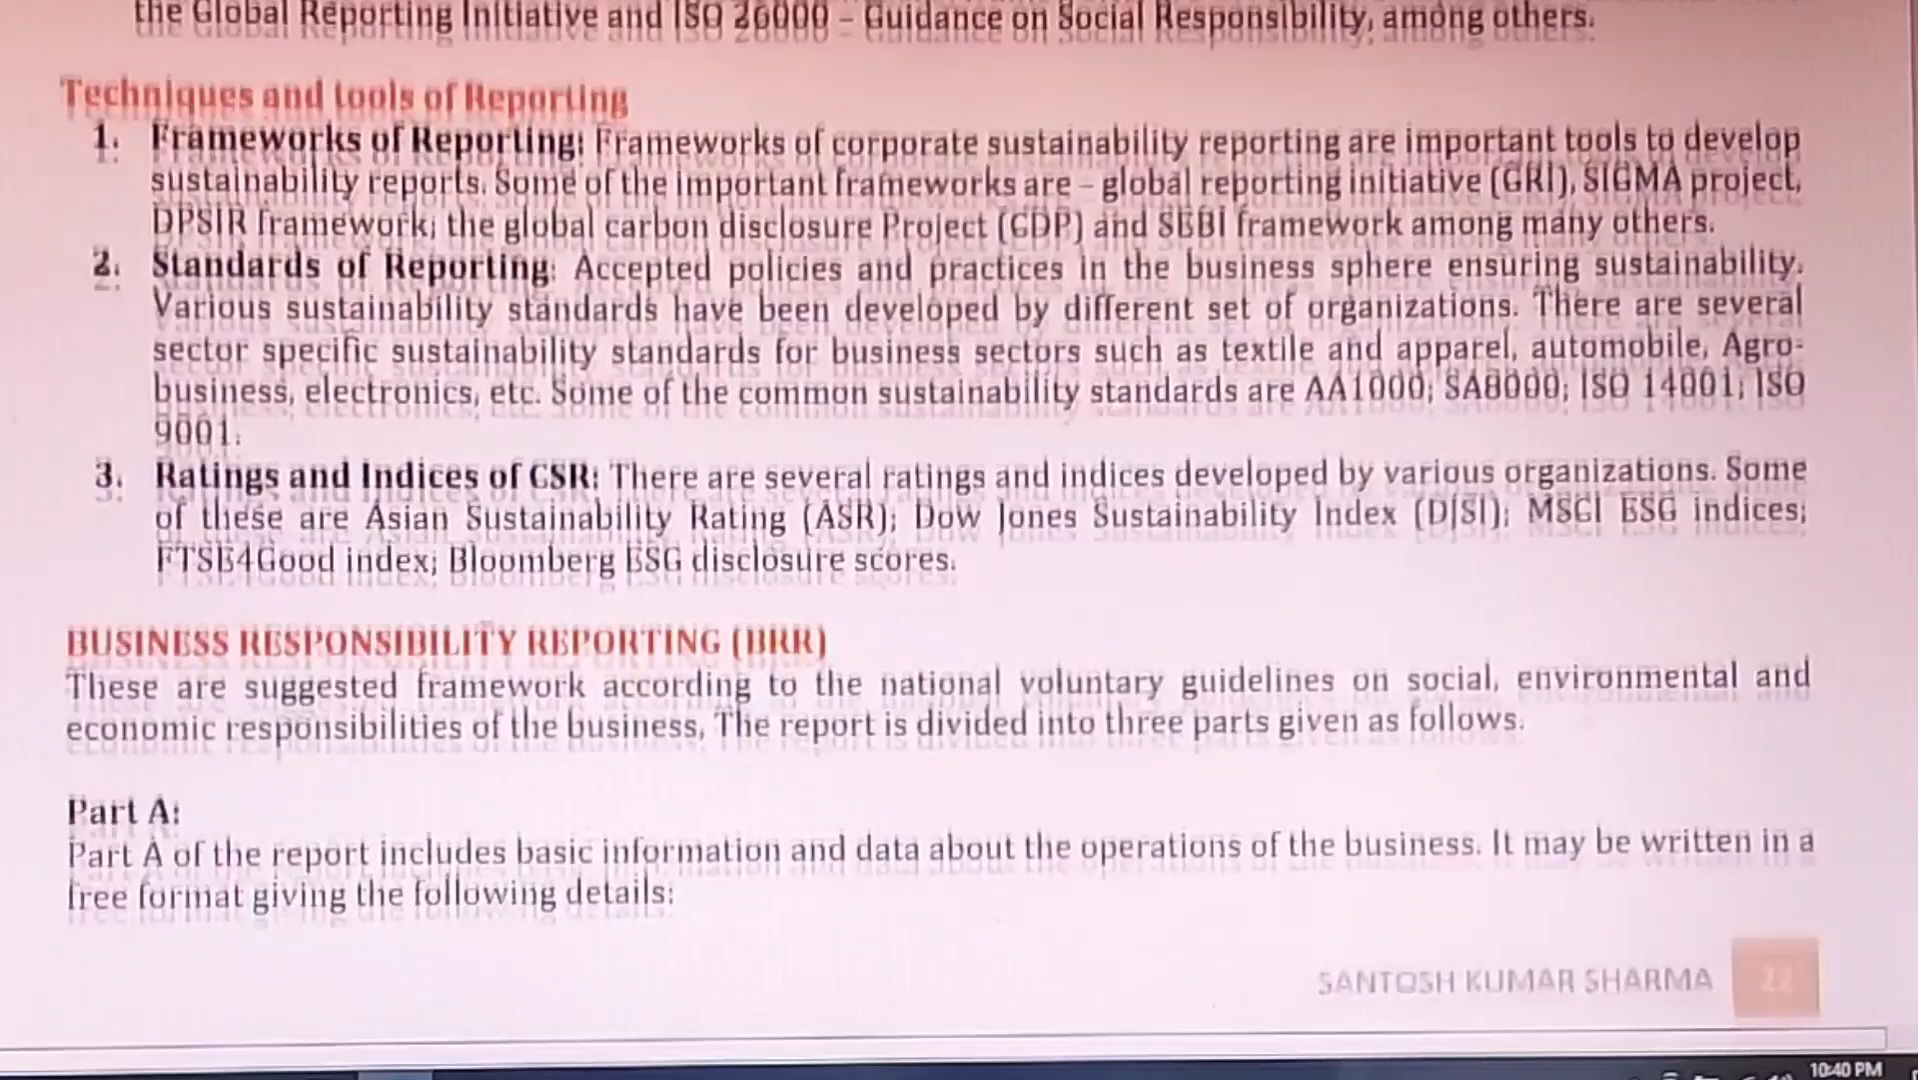 the Global Reporting Initiative and ISO 26000 – Guidance on Social Responsibility, among others.
Techniques and tools of Reporting
1. Frameworks of Reporting: Frameworks of corporate sustainability reporting are important tools to develop
sustainability reports. Some of the important frameworks are – global reporting initiative (GRI), SIGMA project,
DPSIR framework; the global carbon disclosure Project (CDP) and SEBI framework among many others.
2. Standards of Reporting: Accepted policies and practices in the business sphere ensuring sustainability.
Various sustainability standards have been developed by different set of organizations. There are several
sector specific sustainability standards for business sectors such as textile and apparel, automobile, Agro-
business, electronics, etc. Some of the common sustainability standards are AA1000; SA8000; ISO 14001; ISO
9001.
3. Ratings and Indices of CSR: There are several ratings and indices developed by various organizations. Some
of these are Asian Sustainability Rating (ASR); Dow Jones Sustainability Index (DJSI); MSCI ESG indices;
FTSE4Good index; Bloomberg ESG disclosure scores.
BUSINESS RESPONSIBILITY REPORTING (BRR)
These are suggested framework according to the national voluntary guidelines on social, environmental and
economic responsibilities of the business, The report is divided into three parts given as follows.
Part A:
Part A of the report includes basic information and data about the operations of the business. It may be written in a
free format giving the following details:
SANTOSH KUMAR SHARMA 22
10:40 PM